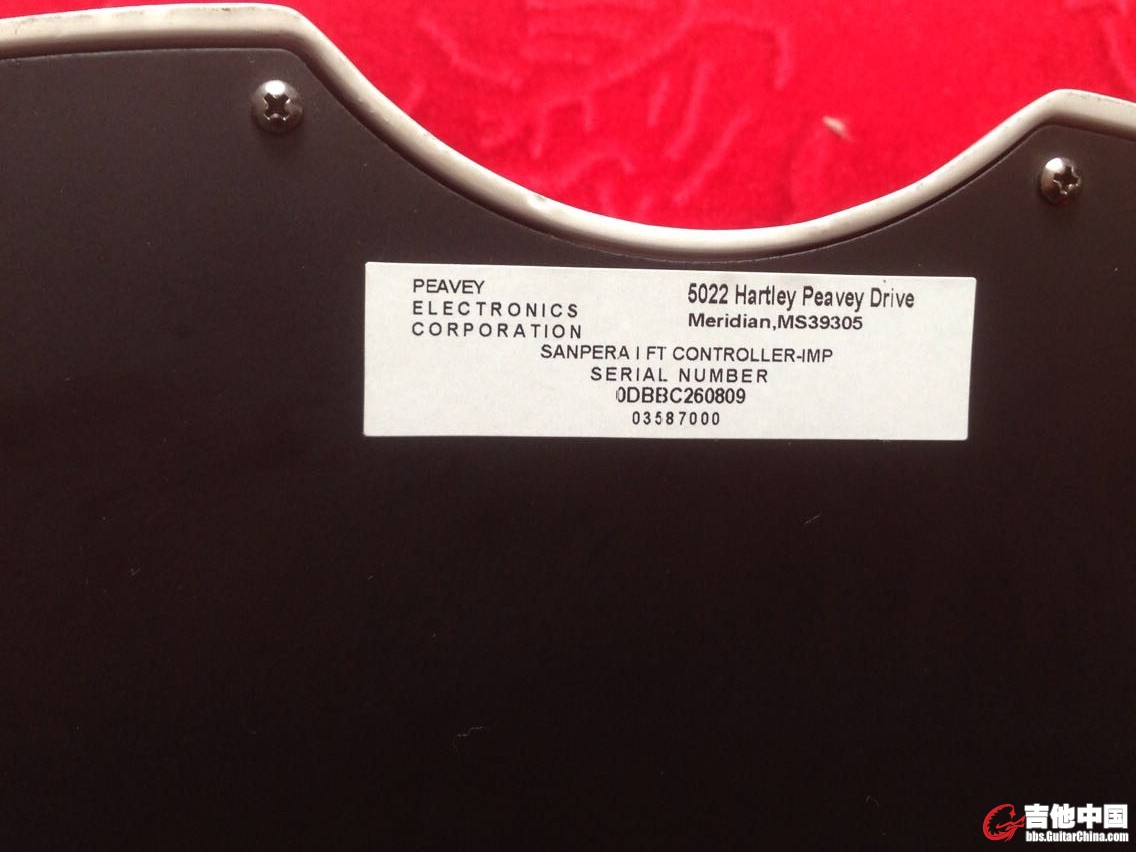 PEAVEY
ELECTRONICS
CORPORATION
5022 Hartley Peavey Drive
Meridian,MS39305
SANPERA I FT CONTROLLER-IMP
SERIAL NUMBER
0DBBC260809
03587000
吉他中国
bbs.GuitarChina.com